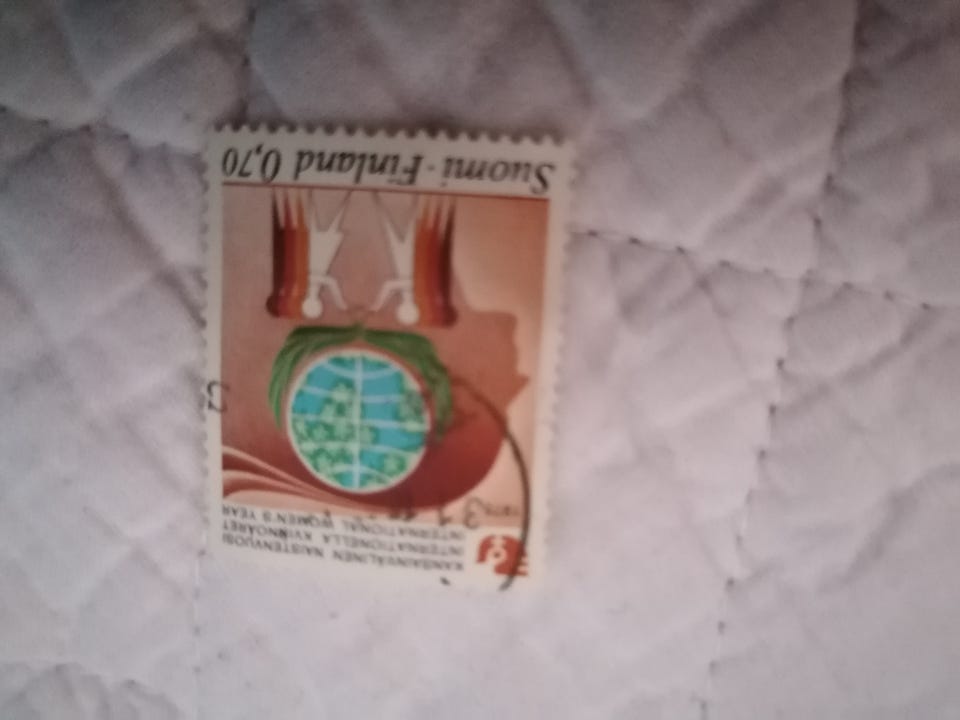 KANSAINVÄLINEN NAISTENVUOSI
INTERNATIONELLA KVINNOÅRET
INTERNATIONAL WOMEN'S YEAR
Suomi-Finland 0,70